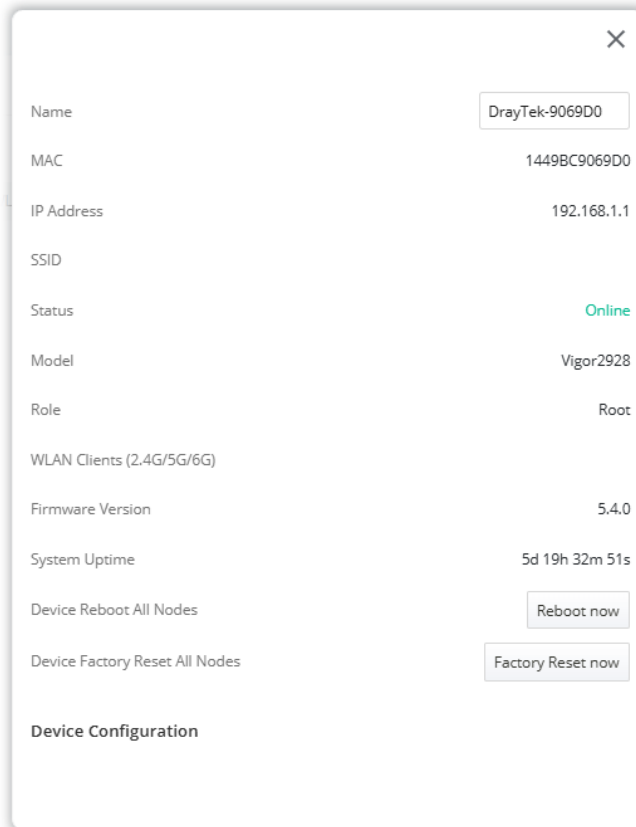 Name DrayTek-9069D0
MAC 1449BC9069D0
IP Address 192.168.1.1
SSID
Status Online
Model Vigor2928
Role Root
WLAN Clients (2.4G/5G/6G)
Firmware Version 5.4.0
System Uptime 5d 19h 32m 51s
Device Reboot All Nodes Reboot now
Device Factory Reset All Nodes Factory Reset now
Device Configuration